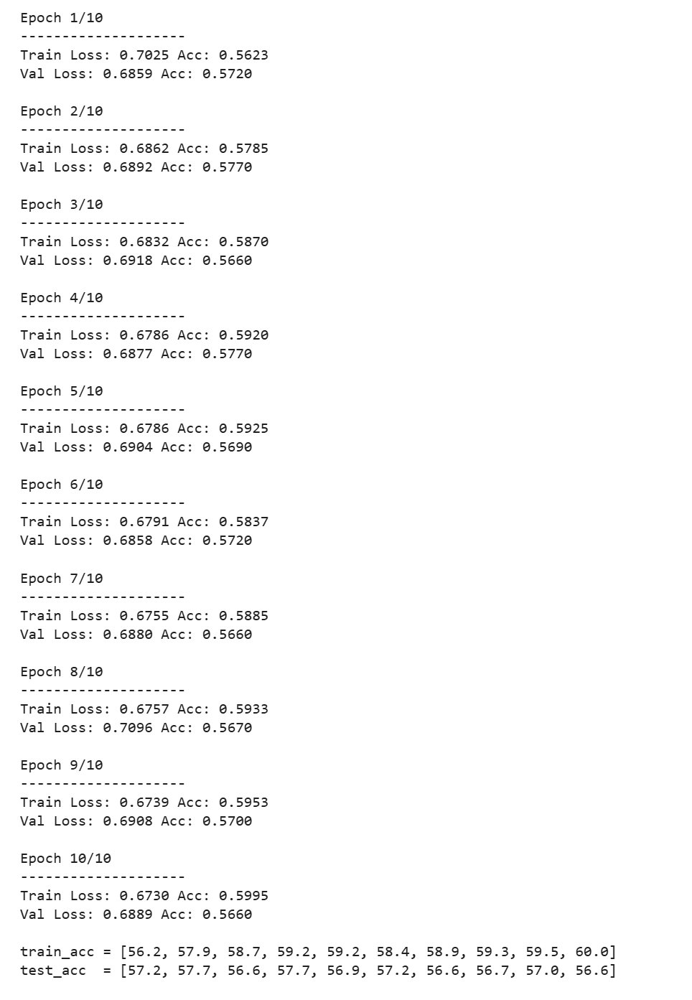 Epoch 1/10
--------------------
Train Loss: 0.7025 Acc: 0.5623
Val Loss: 0.6859 Acc: 0.5720
Epoch 2/10
--------------------
Train Loss: 0.6862 Acc: 0.5785
Val Loss: 0.6892 Acc: 0.5770
Epoch 3/10
--------------------
Train Loss: 0.6832 Acc: 0.5870
Val Loss: 0.6918 Acc: 0.5660
Epoch 4/10
--------------------
Train Loss: 0.6786 Acc: 0.5920
Val Loss: 0.6877 Acc: 0.5770
Epoch 5/10
--------------------
Train Loss: 0.6786 Acc: 0.5925
Val Loss: 0.6904 Acc: 0.5690
Epoch 6/10
--------------------
Train Loss: 0.6791 Acc: 0.5837
Val Loss: 0.6858 Acc: 0.5720
Epoch 7/10
--------------------
Train Loss: 0.6755 Acc: 0.5885
Val Loss: 0.6880 Acc: 0.5660
Epoch 8/10
--------------------
Train Loss: 0.6757 Acc: 0.5933
Val Loss: 0.7096 Acc: 0.5670
Epoch 9/10
--------------------
Train Loss: 0.6739 Acc: 0.5953
Val Loss: 0.6908 Acc: 0.5700
Epoch 10/10
--------------------
Train Loss: 0.6730 Acc: 0.5995
Val Loss: 0.6889 Acc: 0.5660
train_acc = [56.2, 57.9, 58.7, 59.2, 59.2, 58.4, 58.9, 59.3, 59.5, 60.0]
test_acc  = [57.2, 57.7, 56.6, 57.7, 56.9, 57.2, 56.6, 56.7, 57.0, 56.6]